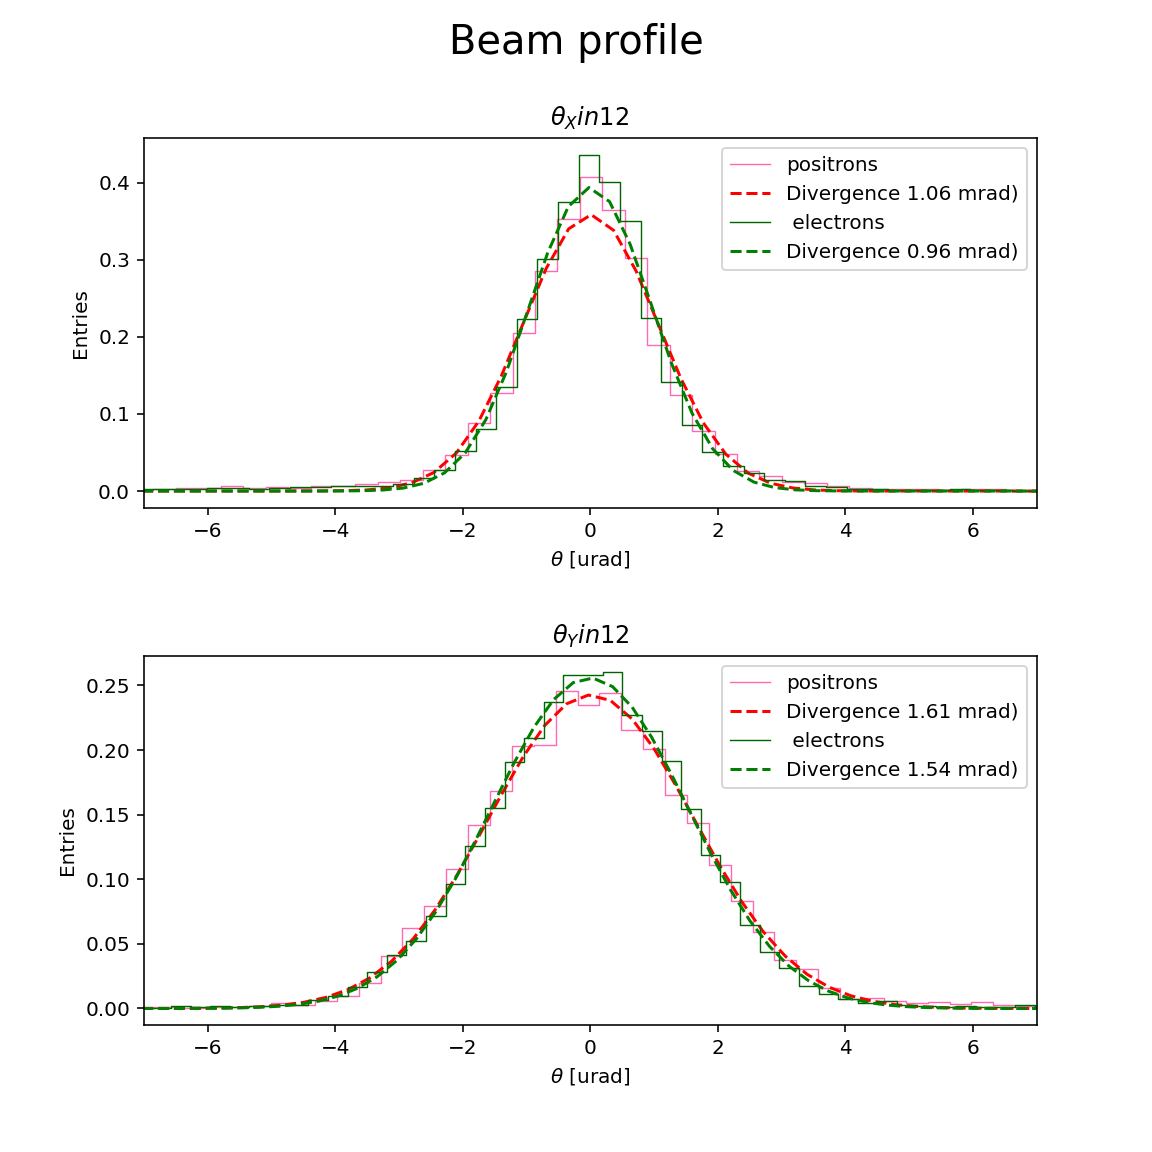 Beam profile
θXin12
0.4
0.3
0.2
0.1
0.0
Entries
positrons
Divergence 1.06 mrad)
electrons
Divergence 0.96 mrad)
−6 −4 −2 0 2 4 6
θ [urad]
θYin12
0.25
0.20
0.15
0.10
0.05
0.00
Entries
positrons
Divergence 1.61 mrad)
electrons
Divergence 1.54 mrad)
−6 −4 −2 0 2 4 6
θ [urad]